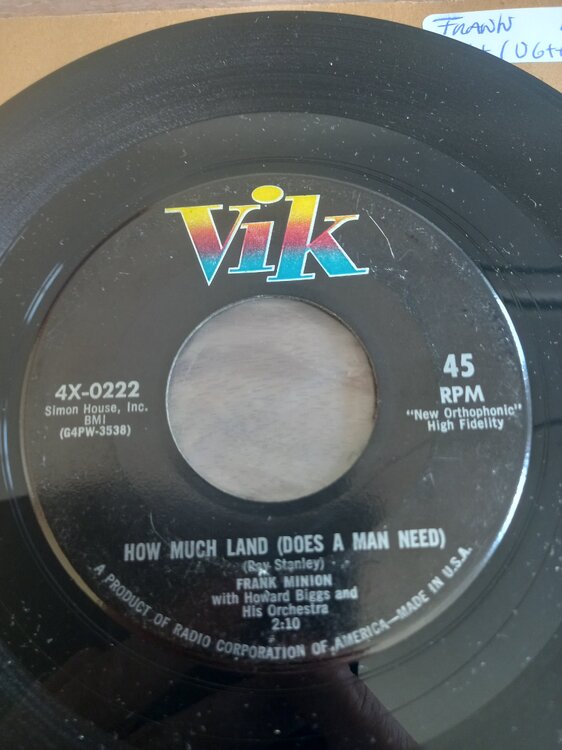 FRANK
Vik
4X-0222
Simon House, Inc.
BMI
(G4PW-3538)
45
RPM
"New Orthophonic"
High Fidelity
HOW MUCH LAND (DOES A MAN NEED)
(Ray Stanley)
FRANK MINION
with Howard Biggs and
His Orchestra
2:10
A PRODUCT OF RADIO CORPORATION OF AMERICA—MADE IN U.S.A.